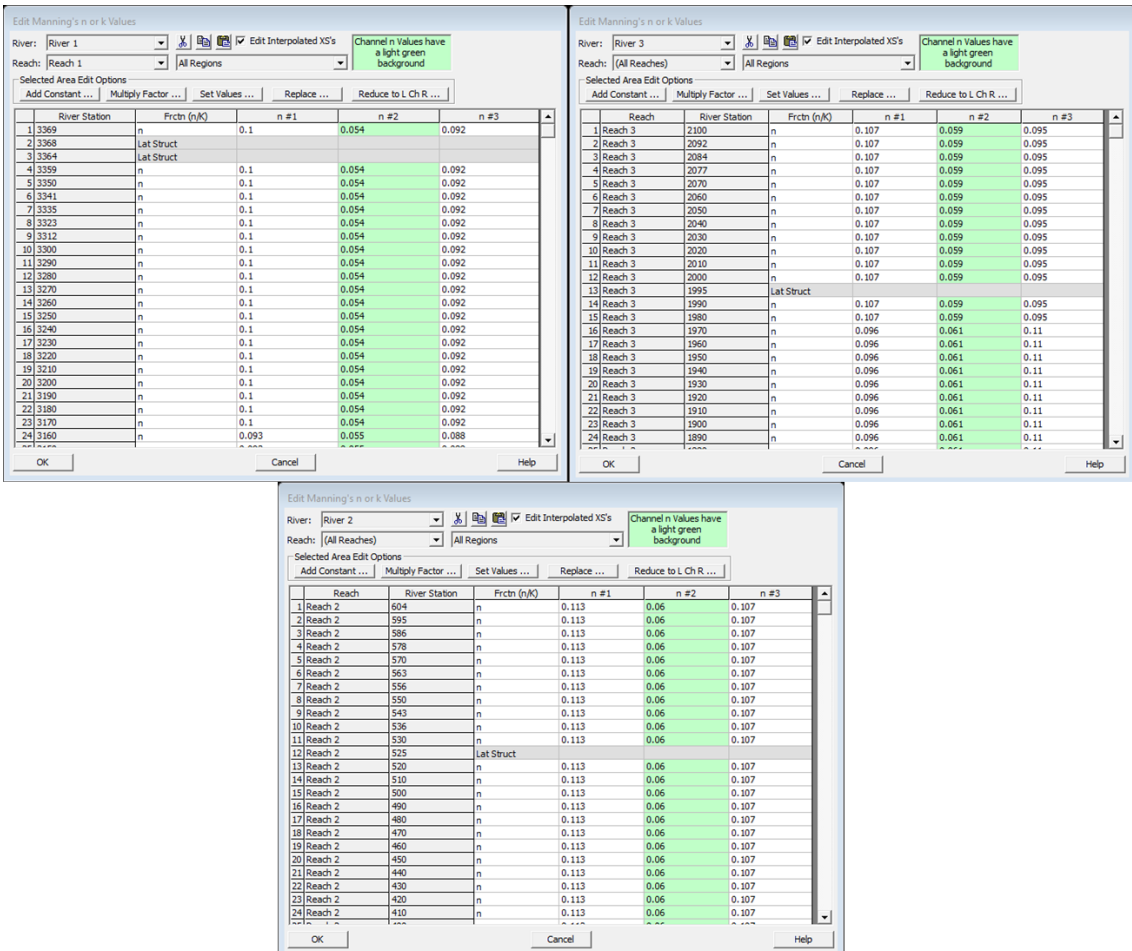 Edit Manning's n or k Values
River: River 1 Edit Interpolated XS's Channel n Values have a light green background
Reach: Reach 1 All Regions
Selected Area Edit Options
Add Constant ... Multiply Factor ... Set Values ... Replace ... Reduce to L Ch R ...
River Station Frctn (n/K) n #1 n #2 n #3
1 3369 n 0.1 0.054 0.092
2 3368 Lat Struct
3 3364 Lat Struct
4 3359 n 0.1 0.054 0.092
5 3350 n 0.1 0.054 0.092
6 3341 n 0.1 0.054 0.092
7 3335 n 0.1 0.054 0.092
8 3323 n 0.1 0.054 0.092
9 3312 n 0.1 0.054 0.092
10 3300 n 0.1 0.054 0.092
11 3290 n 0.1 0.054 0.092
12 3280 n 0.1 0.054 0.092
13 3270 n 0.1 0.054 0.092
14 3260 n 0.1 0.054 0.092
15 3250 n 0.1 0.054 0.092
16 3240 n 0.1 0.054 0.092
17 3230 n 0.1 0.054 0.092
18 3220 n 0.1 0.054 0.092
19 3210 n 0.1 0.054 0.092
20 3200 n 0.1 0.054 0.092
21 3190 n 0.1 0.054 0.092
22 3180 n 0.1 0.054 0.092
23 3170 n 0.1 0.054 0.092
24 3160 n 0.093 0.055 0.088
OK Cancel Help
Edit Manning's n or k Values
River: River 3 Edit Interpolated XS's Channel n Values have a light green background
Reach: (All Reaches) All Regions
Selected Area Edit Options
Add Constant ... Multiply Factor ... Set Values ... Replace ... Reduce to L Ch R ...
Reach River Station Frctn (n/K) n #1 n #2 n #3
1 Reach 3 2100 n 0.107 0.059 0.095
2 Reach 3 2092 n 0.107 0.059 0.095
3 Reach 3 2084 n 0.107 0.059 0.095
4 Reach 3 2077 n 0.107 0.059 0.095
5 Reach 3 2070 n 0.107 0.059 0.095
6 Reach 3 2060 n 0.107 0.059 0.095
7 Reach 3 2050 n 0.107 0.059 0.095
8 Reach 3 2040 n 0.107 0.059 0.095
9 Reach 3 2030 n 0.107 0.059 0.095
10 Reach 3 2020 n 0.107 0.059 0.095
11 Reach 3 2010 n 0.107 0.059 0.095
12 Reach 3 2000 n 0.107 0.059 0.095
13 Reach 3 1995 Lat Struct
14 Reach 3 1990 n 0.107 0.059 0.095
15 Reach 3 1980 n 0.107 0.059 0.095
16 Reach 3 1970 n 0.096 0.061 0.11
17 Reach 3 1960 n 0.096 0.061 0.11
18 Reach 3 1950 n 0.096 0.061 0.11
19 Reach 3 1940 n 0.096 0.061 0.11
20 Reach 3 1930 n 0.096 0.061 0.11
21 Reach 3 1920 n 0.096 0.061 0.11
22 Reach 3 1910 n 0.096 0.061 0.11
23 Reach 3 1900 n 0.096 0.061 0.11
24 Reach 3 1890 n 0.096 0.061 0.11
OK Cancel Help
Edit Manning's n or k Values
River: River 2 Edit Interpolated XS's Channel n Values have a light green background
Reach: (All Reaches) All Regions
Selected Area Edit Options
Add Constant ... Multiply Factor ... Set Values ... Replace ... Reduce to L Ch R ...
Reach River Station Frctn (n/K) n #1 n #2 n #3
1 Reach 2 604 n 0.113 0.06 0.107
2 Reach 2 595 n 0.113 0.06 0.107
3 Reach 2 586 n 0.113 0.06 0.107
4 Reach 2 578 n 0.113 0.06 0.107
5 Reach 2 570 n 0.113 0.06 0.107
6 Reach 2 563 n 0.113 0.06 0.107
7 Reach 2 556 n 0.113 0.06 0.107
8 Reach 2 550 n 0.113 0.06 0.107
9 Reach 2 543 n 0.113 0.06 0.107
10 Reach 2 536 n 0.113 0.06 0.107
11 Reach 2 530 n 0.113 0.06 0.107
12 Reach 2 525 Lat Struct
13 Reach 2 520 n 0.113 0.06 0.107
14 Reach 2 510 n 0.113 0.06 0.107
15 Reach 2 500 n 0.113 0.06 0.107
16 Reach 2 490 n 0.113 0.06 0.107
17 Reach 2 480 n 0.113 0.06 0.107
18 Reach 2 470 n 0.113 0.06 0.107
19 Reach 2 460 n 0.113 0.06 0.107
20 Reach 2 450 n 0.113 0.06 0.107
21 Reach 2 440 n 0.113 0.06 0.107
22 Reach 2 430 n 0.113 0.06 0.107
23 Reach 2 420 n 0.113 0.06 0.107
24 Reach 2 410 n 0.113 0.06 0.107
OK Cancel Help